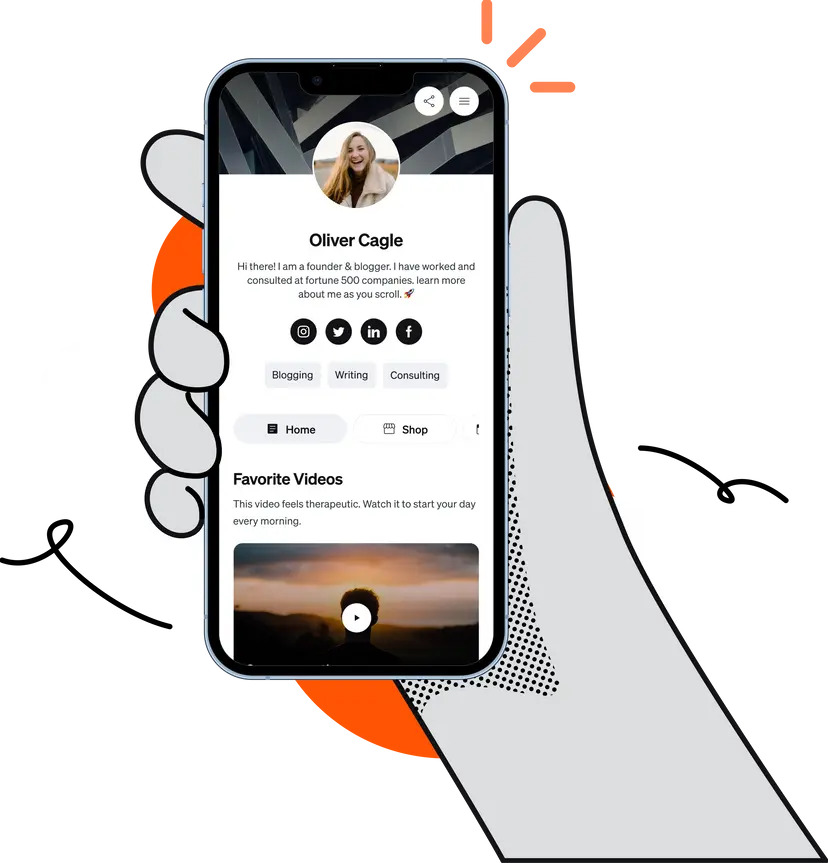 Oliver Cagle
Hi there! I am a founder & blogger. I have worked and
consulted at fortune 500 companies. learn more
about me as you scroll. 🚀
Blogging Writing Consulting
Home Shop
Favorite Videos
This video feels therapeutic. Watch it to start your day
every morning.